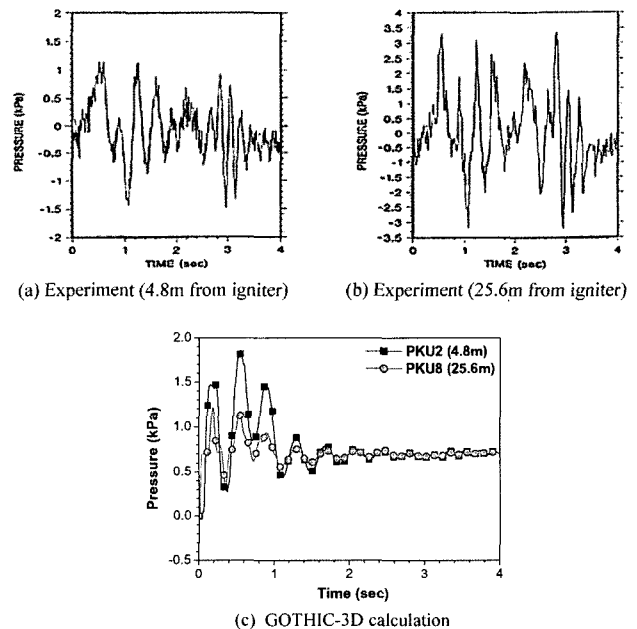 2
1.5
1
0.5
0
-0.5
-1
-1.5
2
PRESSURE (kPa)
0 1 2 3 4
TIME (sec)
(a) Experiment (4.8m from igniter)
3.5
3
2.5
2
1.5
1
0.5
0
-0.5
-1
-1.5
-2
-2.5
-3
-3.5
PRESSURE (kPa)
0 1 2 3 4
TIME (sec)
(b) Experiment (25.6m from igniter)
2.0
1.5
1.0
0.5
0.0
-0.5
Pressure (kPa)
PKU2 (4.8m)
PKU8 (25.6m)
0 1 2 3 4
Time (sec)
(c) GOTHIC-3D calculation